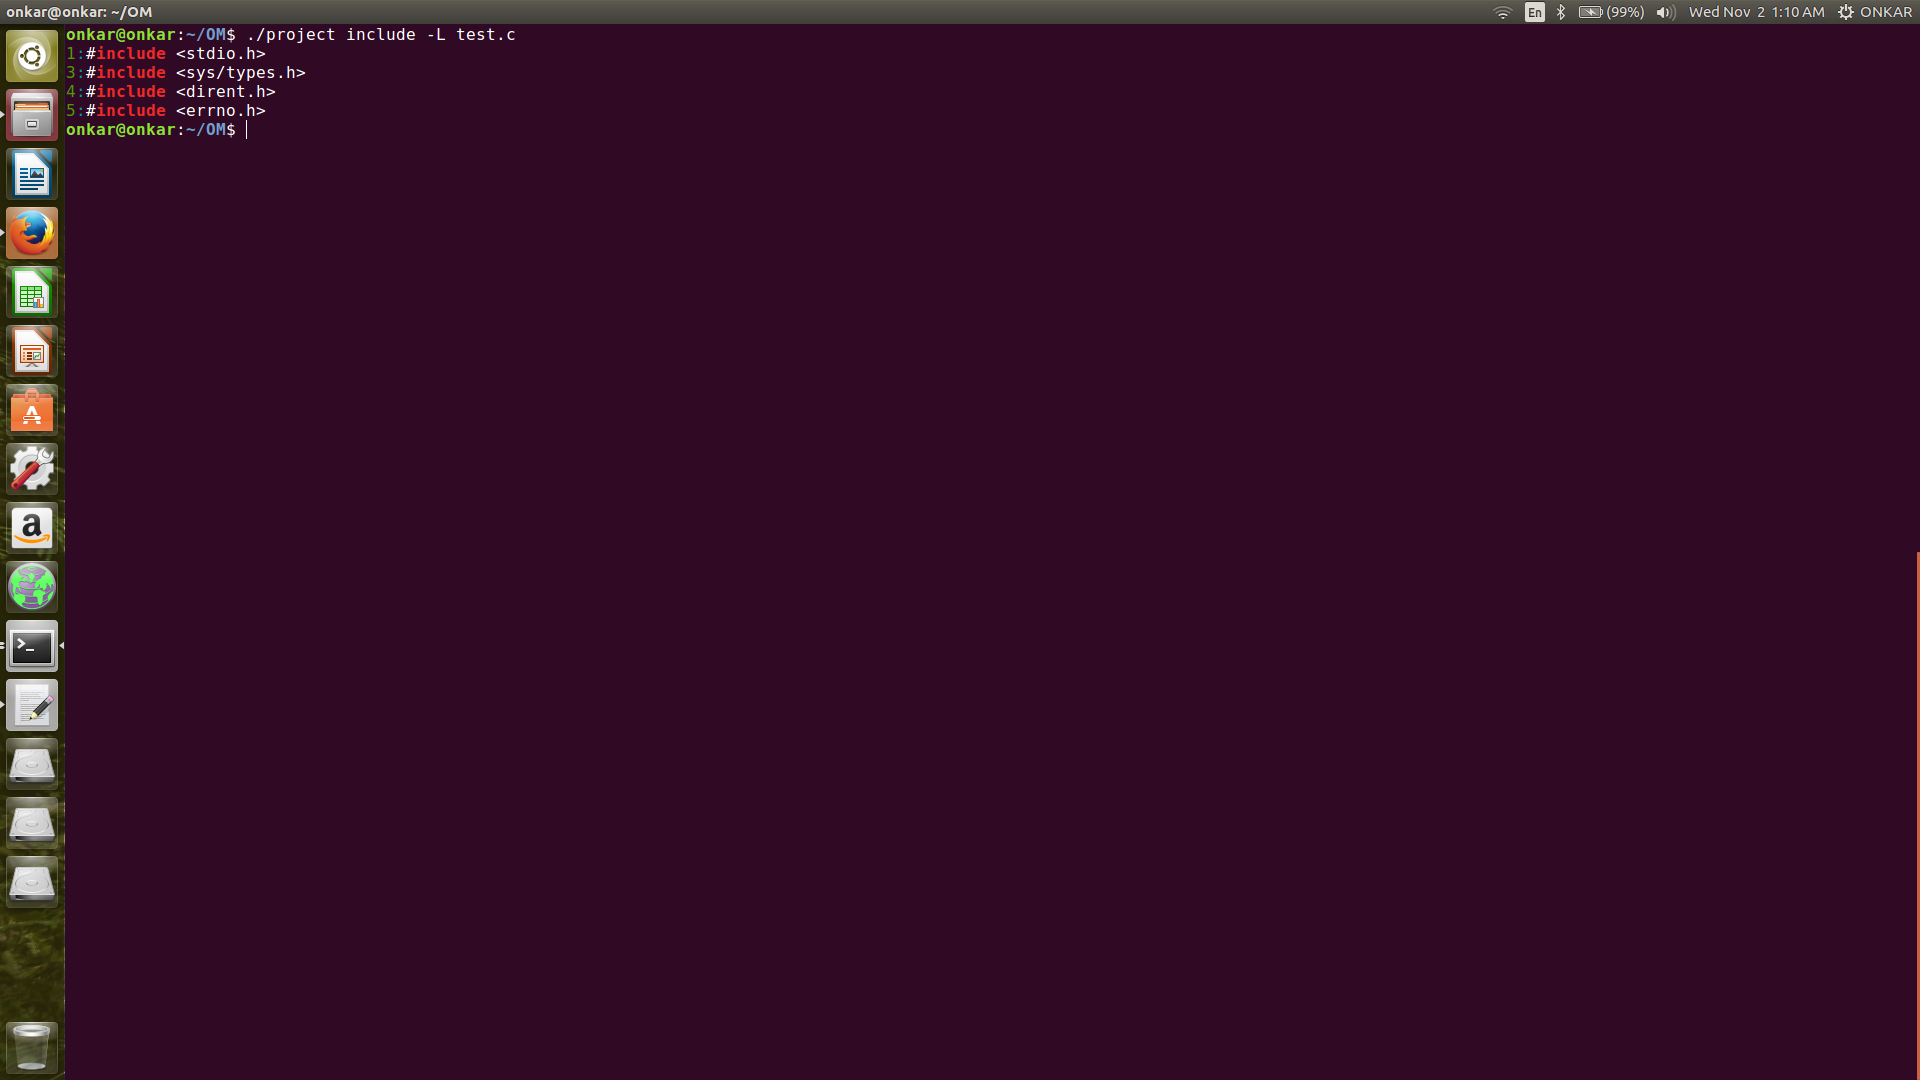 onkar@onkar: ~/OM
En (99%) Wed Nov 2 1:10 AM ONKAR
onkar@onkar:~/OM$ ./project include -L test.c
1:#include <stdio.h>
3:#include <sys/types.h>
4:#include <dirent.h>
5:#include <errno.h>
onkar@onkar:~/OM$